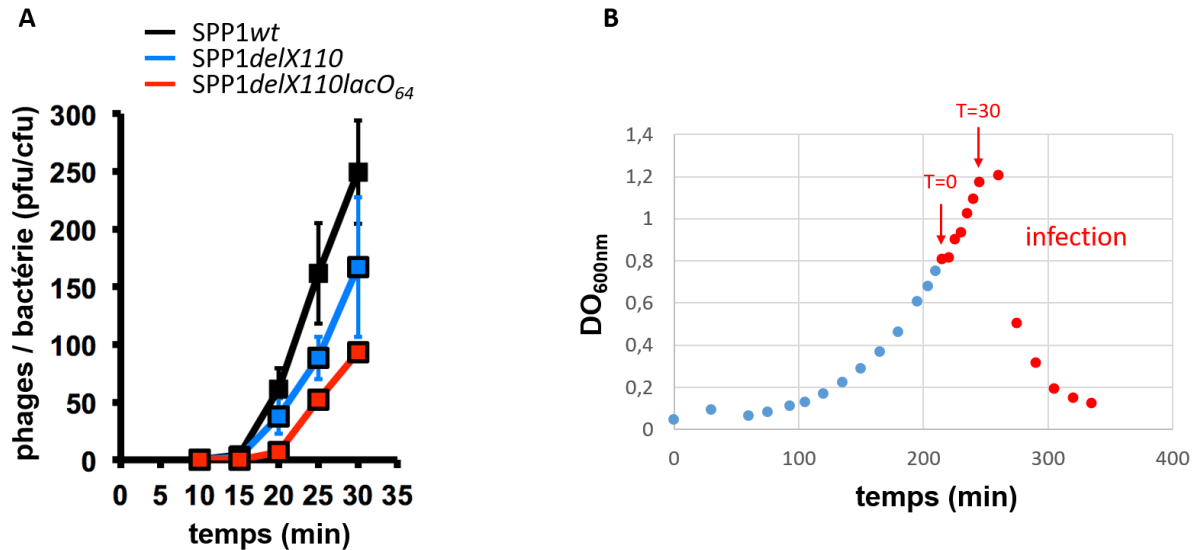 A
SPP1wt
SPP1delX110
SPP1delX110lacO64
phages / bactérie (pfu/cfu)
300
250
200
150
100
50
0
0 5 10 15 20 25 30 35
temps (min)
B
DO600nm
1,4
1,2
1
0,8
0,6
0,4
0,2
0
T=30
T=0
infection
0 100 200 300 400
temps (min)